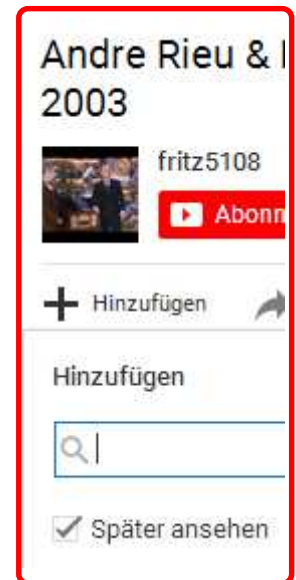 Andre Rieu &
2003
fritz5108
Abonn
Hinzufügen
Hinzufügen
Später ansehen